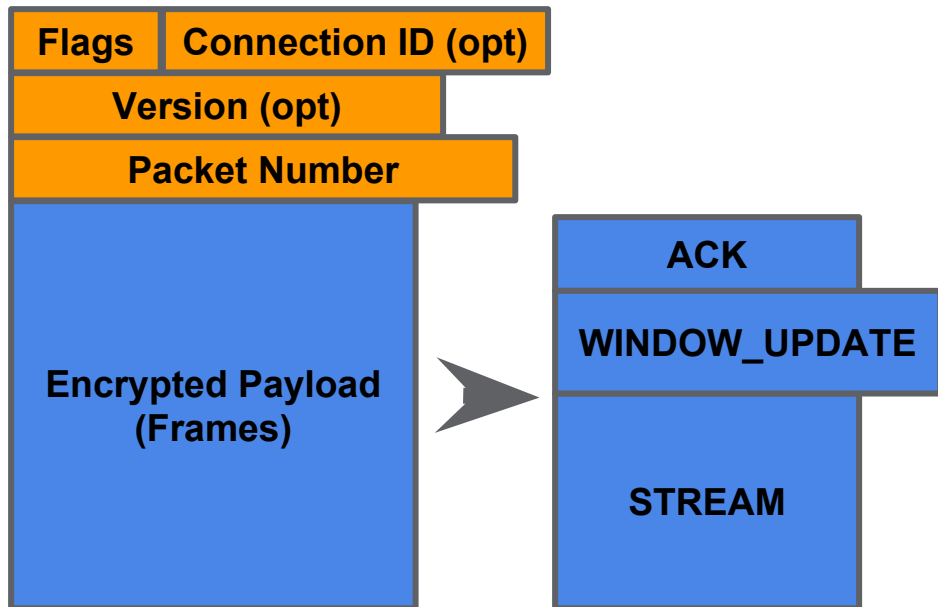 Flags
Connection ID (opt)
Version (opt)
Packet Number
Encrypted Payload
(Frames)
ACK
WINDOW_UPDATE
STREAM